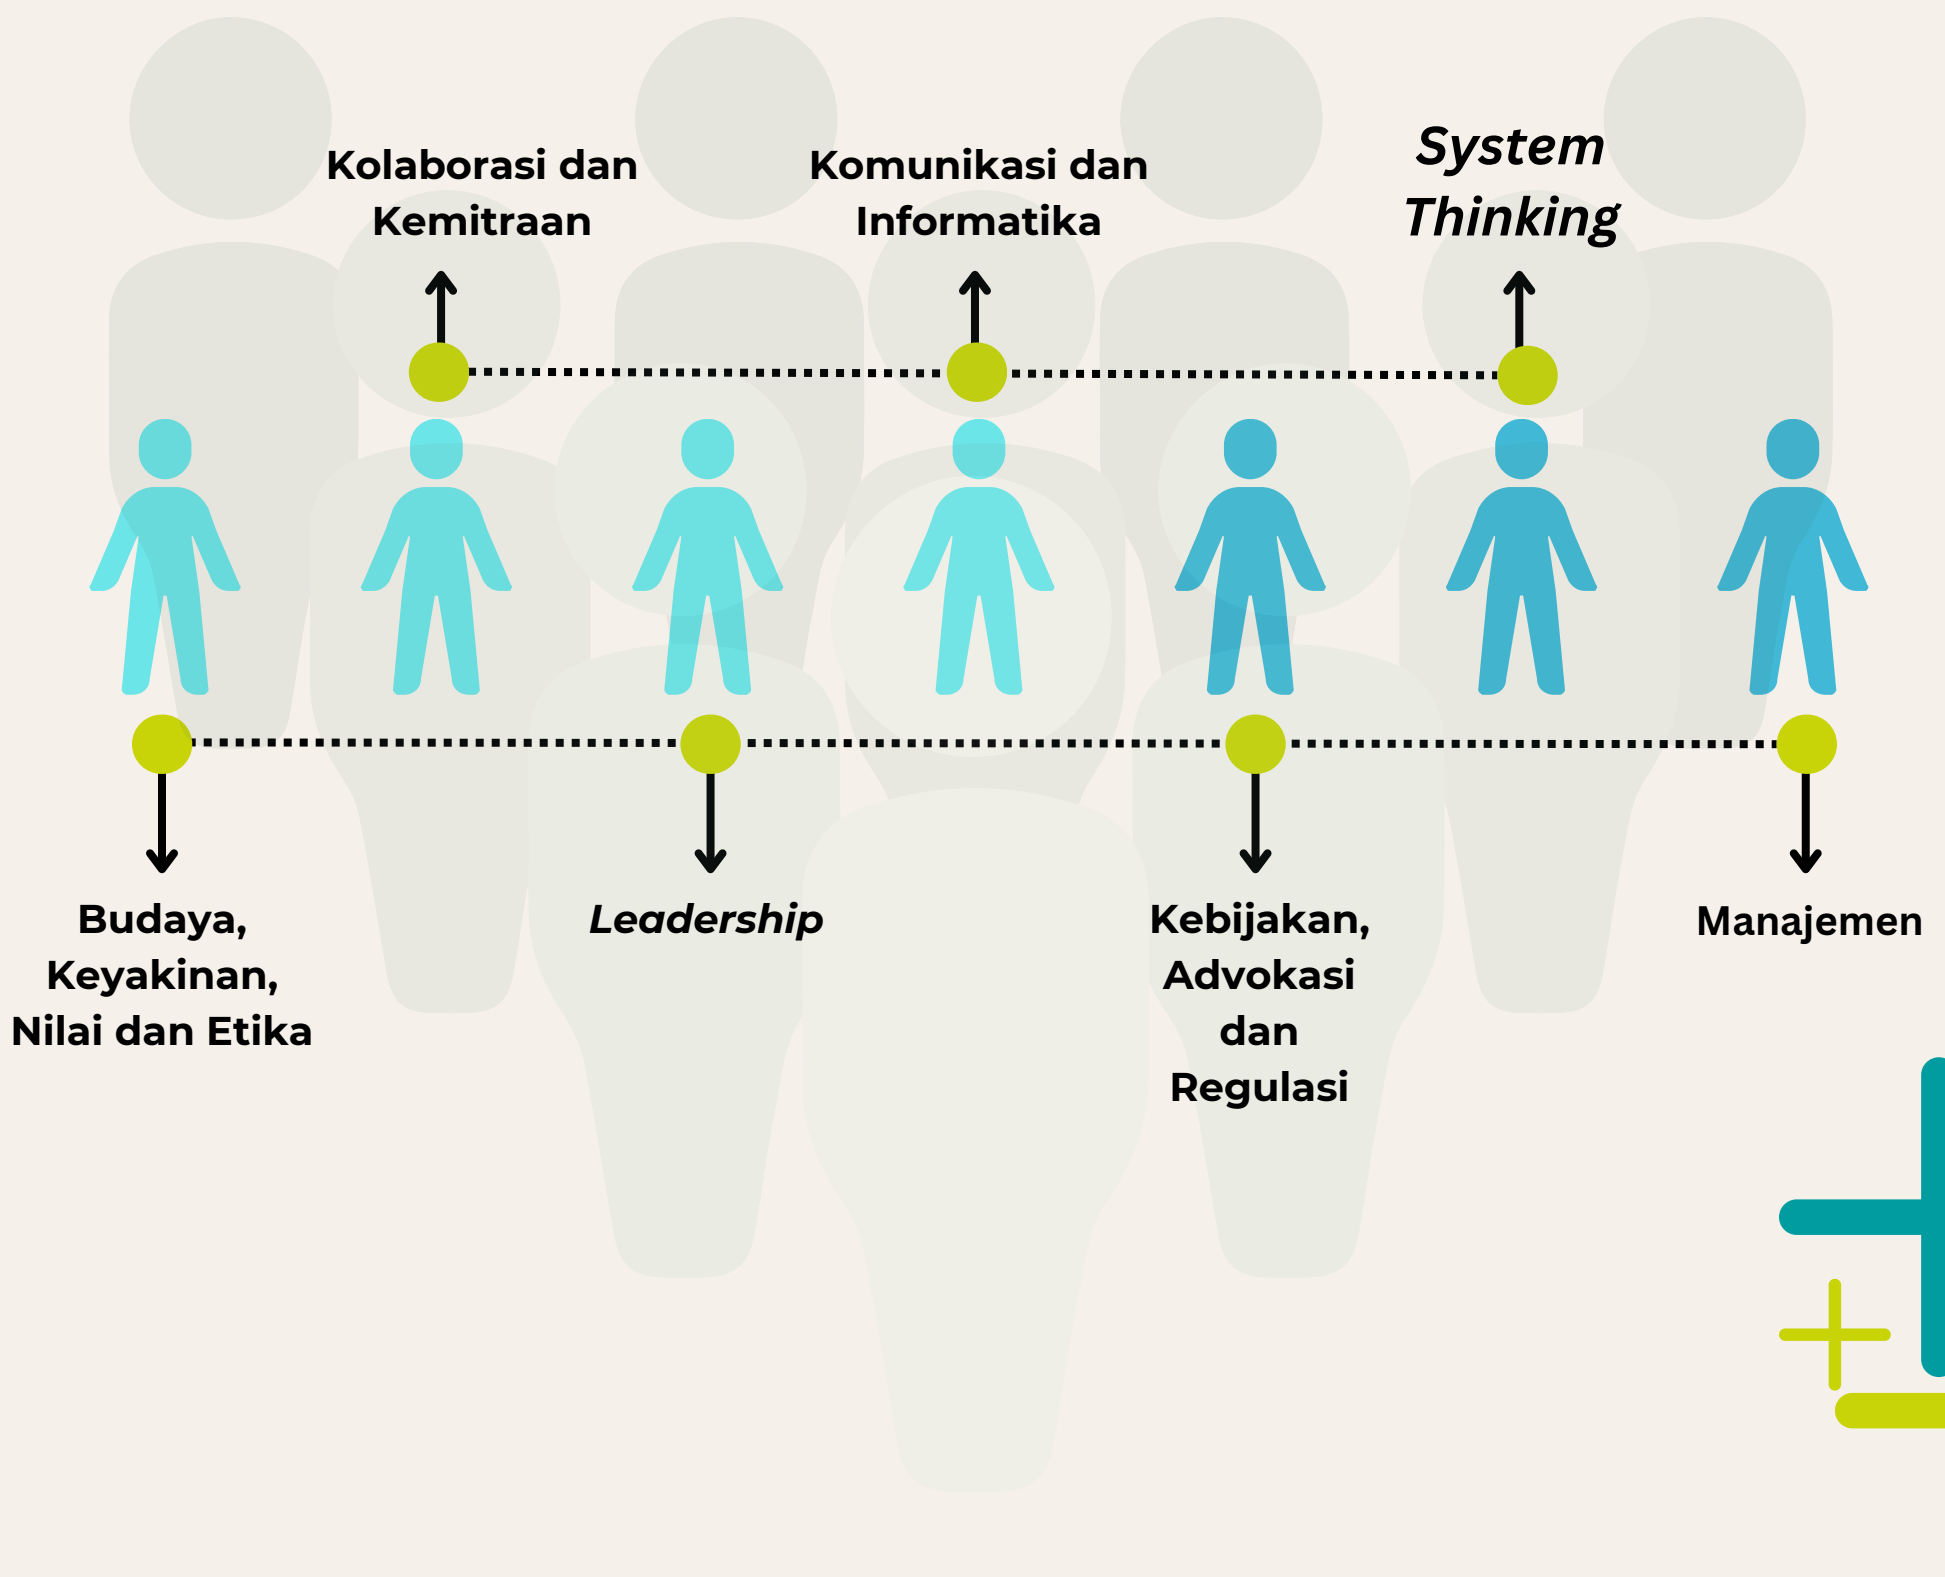 Kolaborasi dan
Kemitraan
Komunikasi dan
Informatika
System
Thinking
Budaya,
Keyakinan,
Nilai dan Etika
Leadership
Kebijakan,
Advokasi
dan
Regulasi
Manajemen